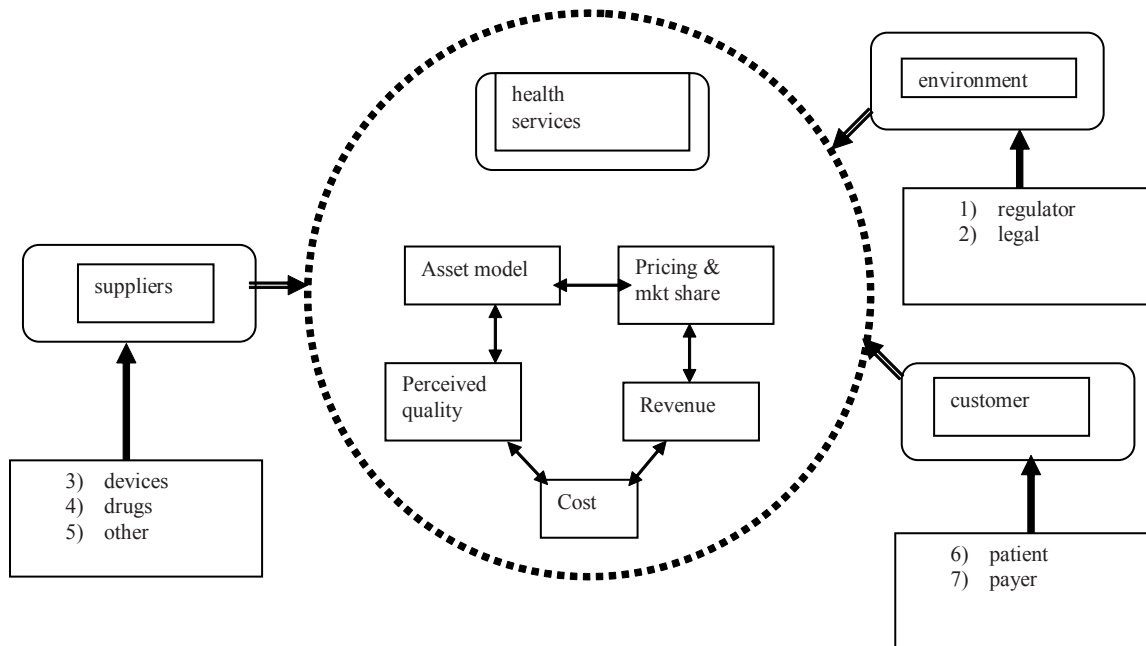 health
services
environment
1) regulator
2) legal
suppliers
Asset model
Pricing &
mkt share
Perceived
quality
Revenue
customer
3) devices
4) drugs
5) other
Cost
6) patient
7) payer